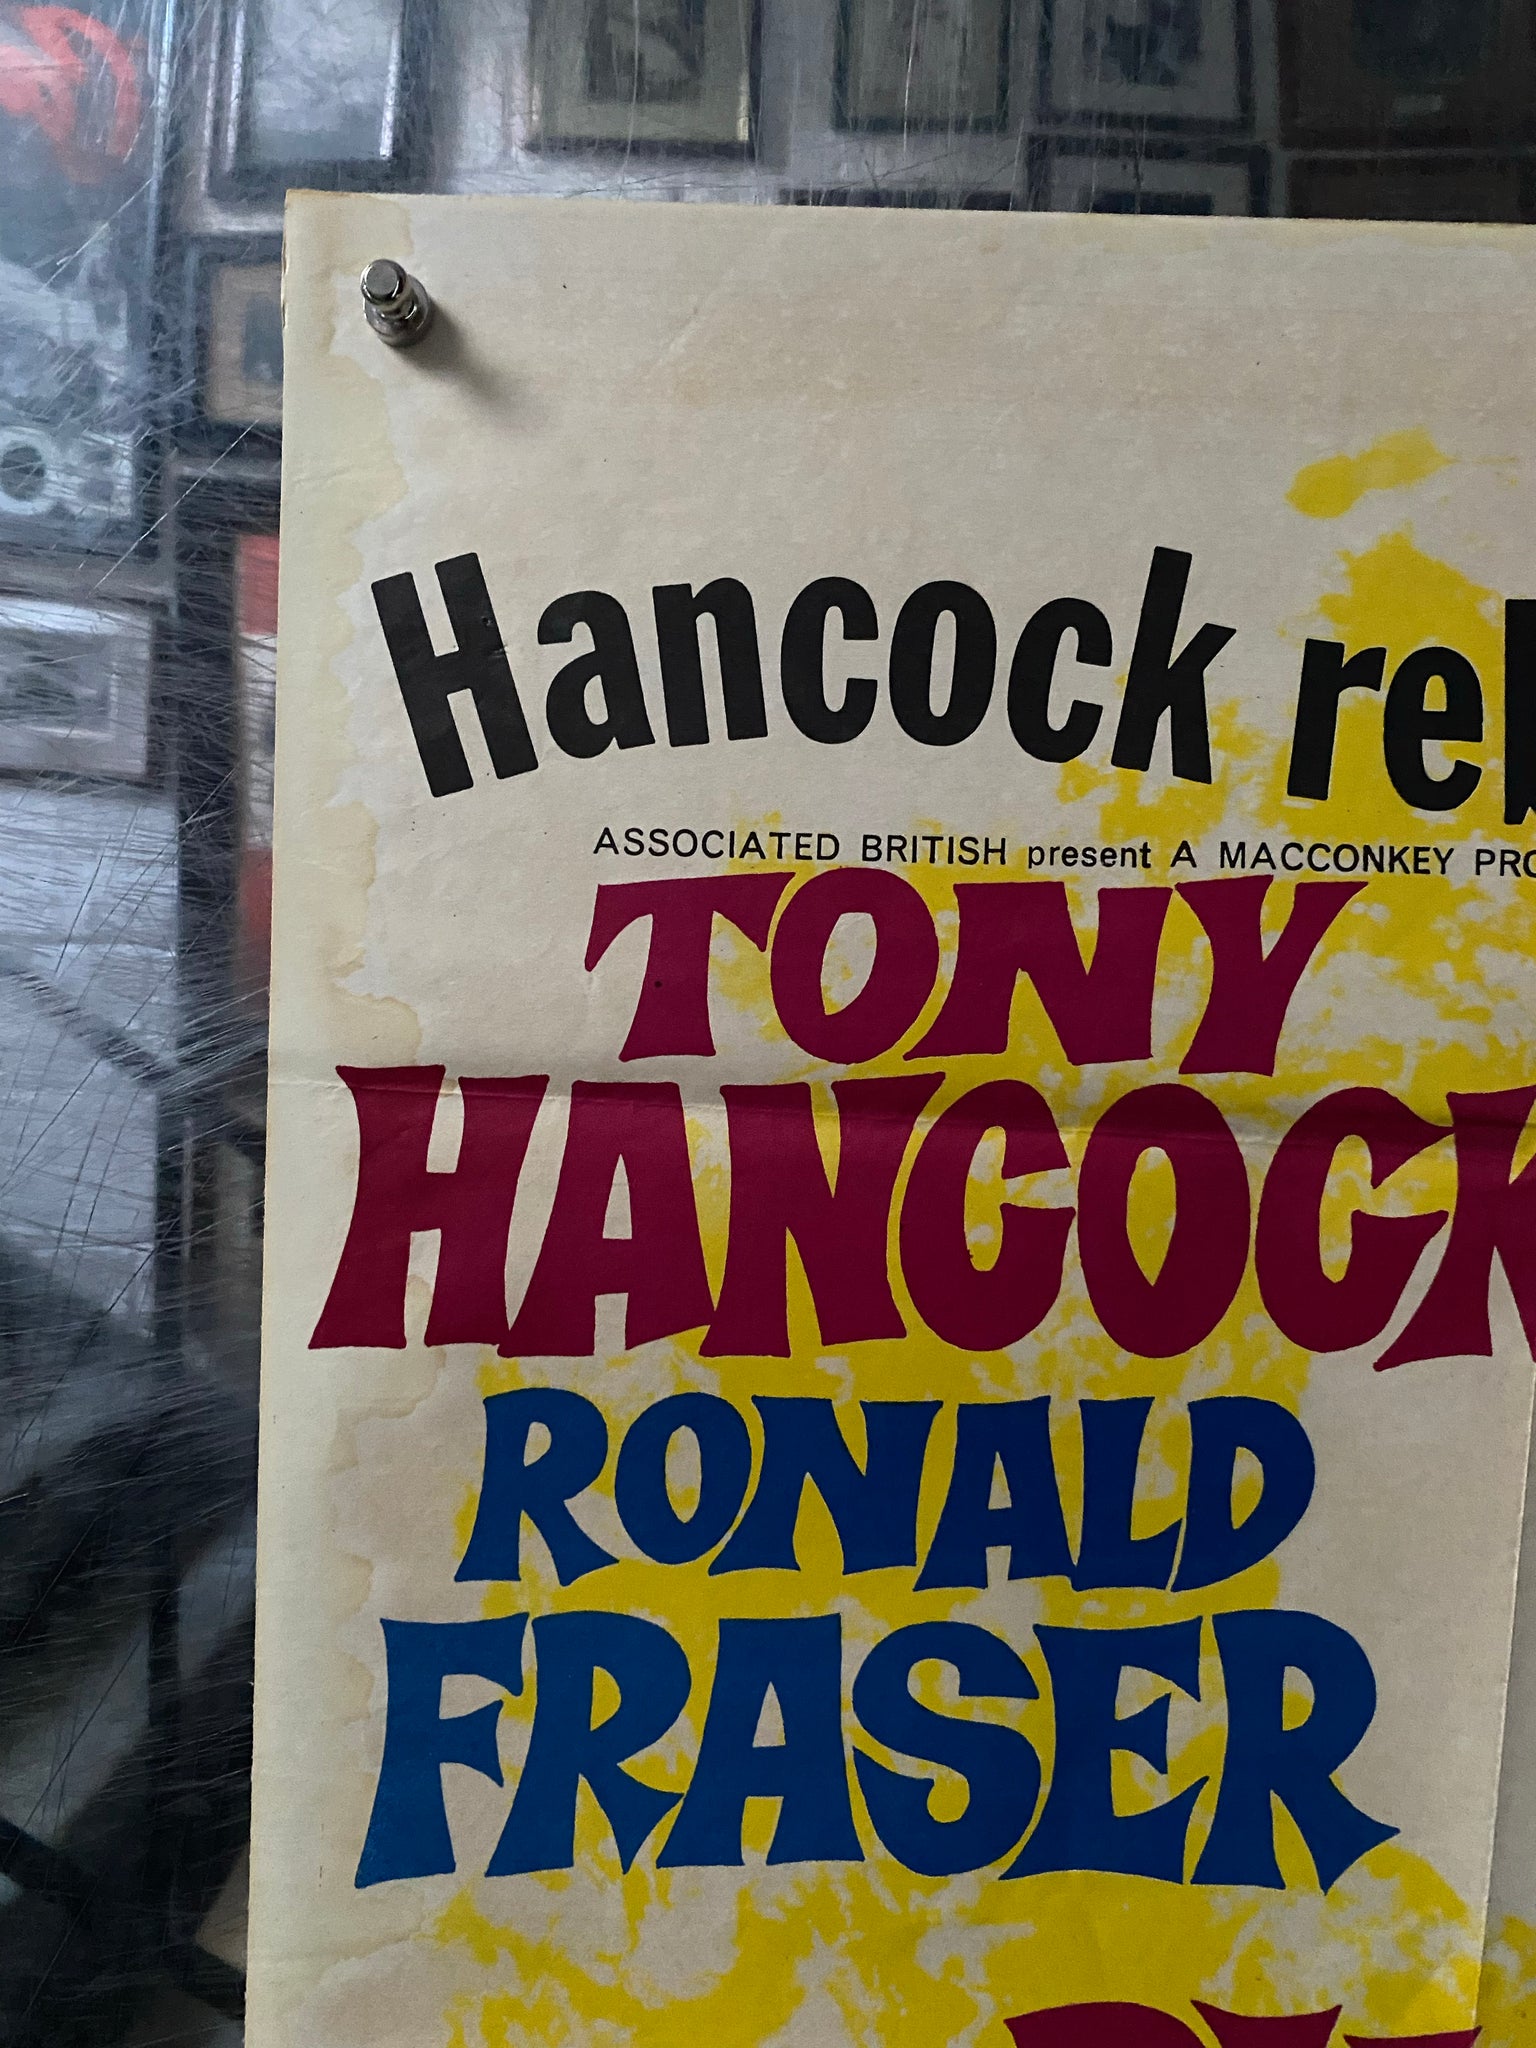 Hancock re
ASSOCIATED BRITISH present A MACCONKEY PRO
TONY
HANCOCK
RONALD
FRASER